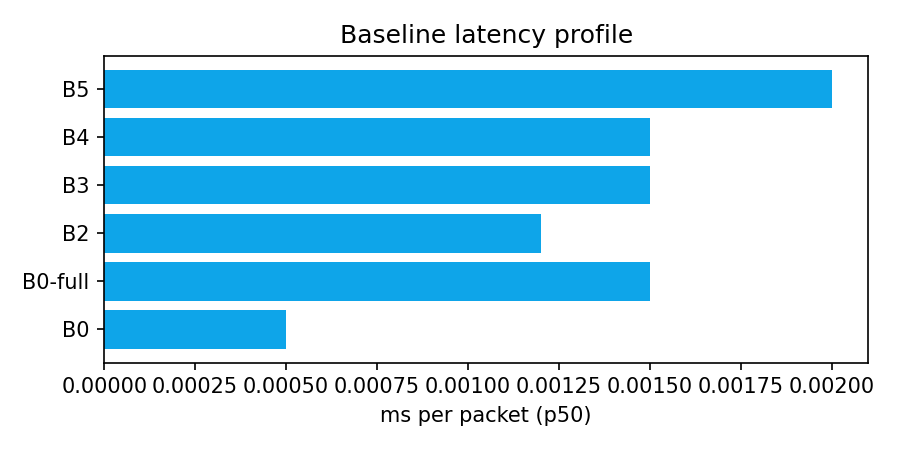 Baseline latency profile
B5
B4
B3
B2
B0-full
B0
0.00000 0.00025 0.00050 0.00075 0.00100 0.00125 0.00150 0.00175 0.00200
ms per packet (p50)